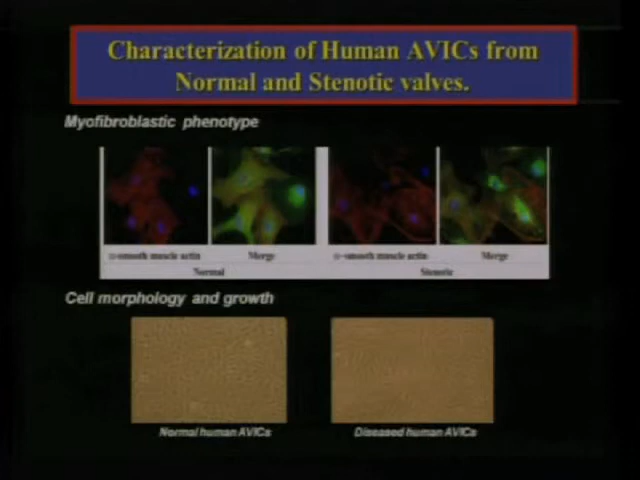 Characterization of Human AVICs from
Normal and Stenotic valves.
Myofibroblastic phenotype
α-smooth muscle actin Merge α-smooth muscle actin Merge
Normal Stenotic
Cell morphology and growth
Normal human AVICs Diseased human AVICs